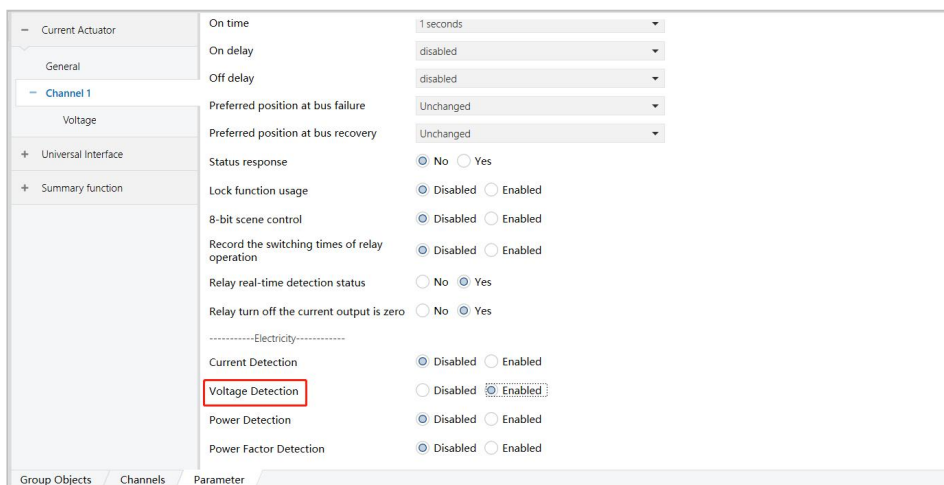 − Current Actuator
General
− Channel 1
Voltage
+ Universal Interface
+ Summary function
On time 1 seconds
On delay disabled
Off delay disabled
Preferred position at bus failure Unchanged
Preferred position at bus recovery Unchanged
Status response No Yes
Lock function usage Disabled Enabled
8-bit scene control Disabled Enabled
Record the switching times of relay
operation Disabled Enabled
Relay real-time detection status No Yes
Relay turn off the current output is zero No Yes
-----------Electricity------------
Current Detection Disabled Enabled
Voltage Detection Disabled Enabled
Power Detection Disabled Enabled
Power Factor Detection Disabled Enabled
Group Objects Channels Parameter